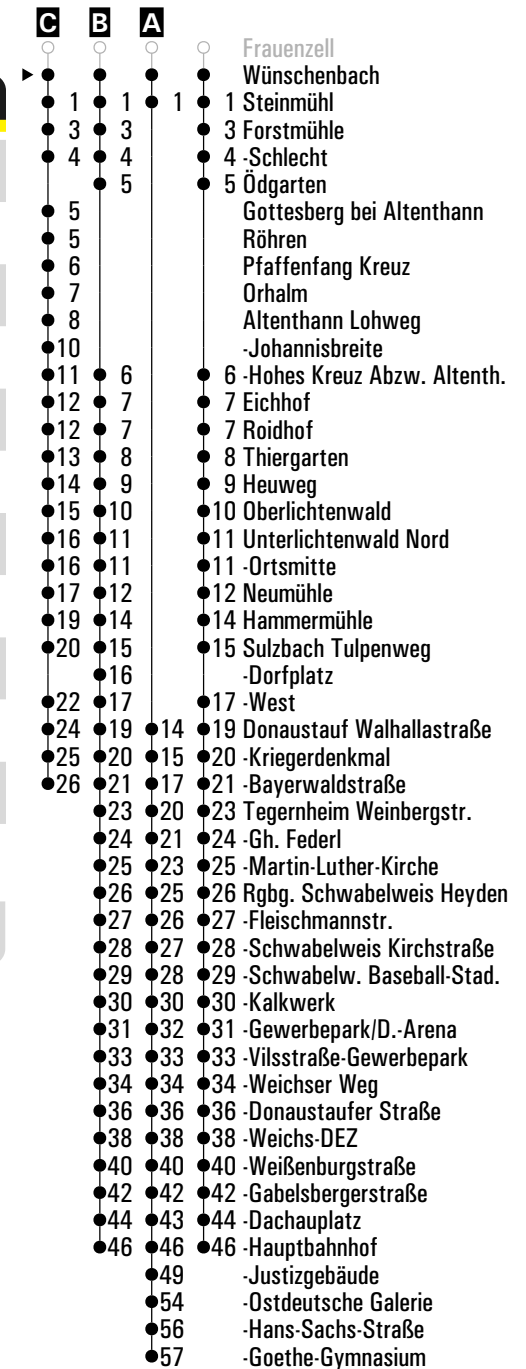 C B A
Frauenzell
Wünschenbach
1 1 1 1 Steinmühl
3 3 3 Forstmühle
4 4 4 -Schlecht
5 5 Ödgarten
5 Gottesberg bei Altenthann
5 Röhren
6 Pfaffenfang Kreuz
7 Orhalm
8 Altenthann Lohweg
10 -Johannisbreite
11 6 6 -Hohes Kreuz Abzw. Altenth.
12 7 7 Eichhof
12 7 7 Roidhof
13 8 8 Thiergarten
14 9 9 Heuweg
15 10 10 Oberlichtenwald
16 11 11 Unterlichtenwald Nord
16 11 11 -Ortsmitte
17 12 12 Neumühle
19 14 14 Hammermühle
20 15 15 Sulzbach Tulpenweg
16 -Dorfplatz
22 17 17 -West
24 19 14 19 Donaustauf Walhallastraße
25 20 15 20 -Kriegerdenkmal
26 21 17 21 -Bayerwaldstraße
23 20 23 Tegernheim Weinbergstr.
24 21 24 -Gh. Federl
25 23 25 -Martin-Luther-Kirche
26 25 26 Rgbg. Schwabelweis Heyden
27 26 27 -Fleischmannstr.
28 27 28 -Schwabelweis Kirchstraße
29 28 29 -Schwabelw. Baseball-Stad.
30 30 30 -Kalkwerk
31 32 31 -Gewerbepark/D.-Arena
33 33 33 -Vilsstraße-Gewerbepark
34 34 34 -Weichser Weg
36 36 36 -Donaustaufer Straße
38 38 38 -Weichs-DEZ
40 40 40 -Weißenburgstraße
42 42 42 -Gabelsbergerstraße
44 43 44 -Dachauplatz
46 46 46 -Hauptbahnhof
49 -Justizgebäude
54 -Ostdeutsche Galerie
56 -Hans-Sachs-Straße
57 -Goethe-Gymnasium